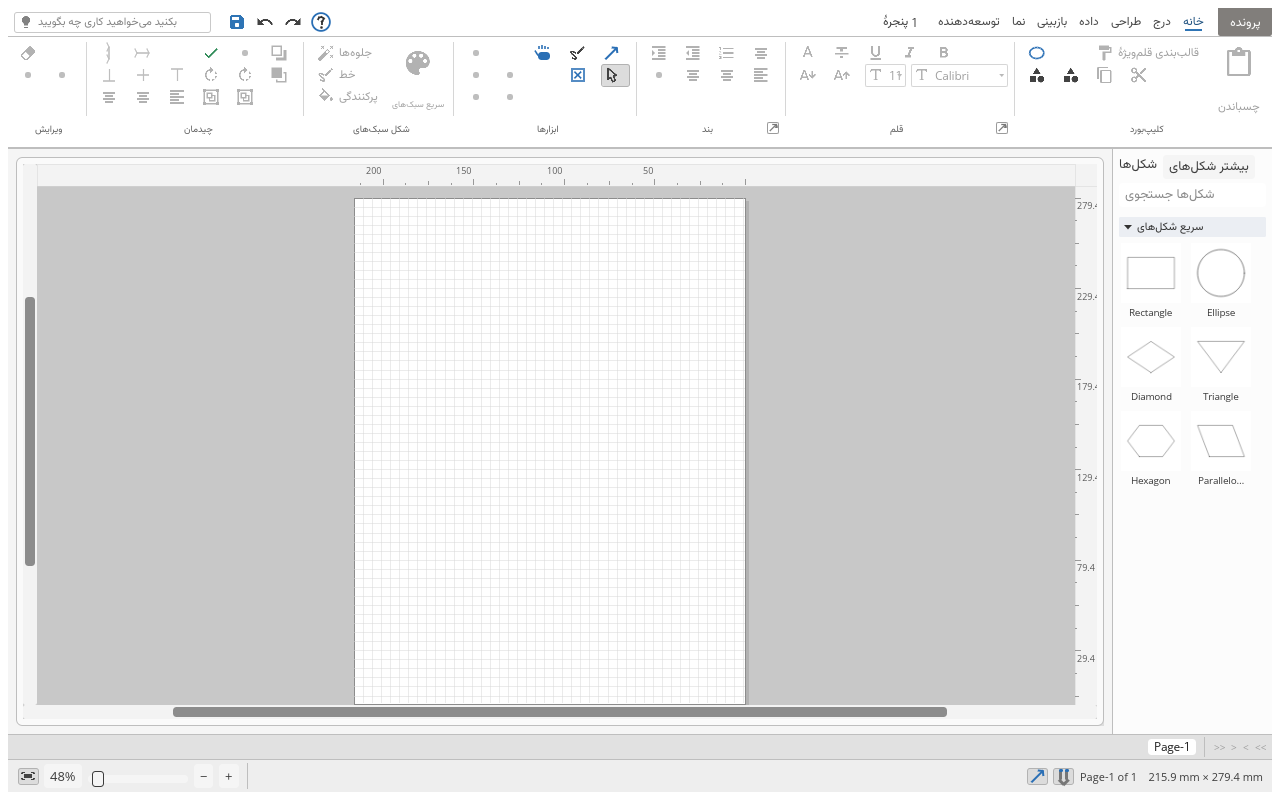 پرونده
خانه
درج
طراحی
داده
بازبینی
نما
توسعه‌دهنده
1 پنجرهٔ
بکنید می‌خواهید کاری چه بگویید
چسباندن
قالب‌بندی قلم‌ویژهٔ
کلیپ‌بورد
Calibri
11
قلم
بند
ابزارها
سریع سبک‌های
جلوه‌ها
خط
پرکنندگی
شکل سبک‌های
چیدمان
ویرایش
شکل‌ها
بیشتر شکل‌های
شکل‌ها جستجوی
سریع شکل‌های
Rectangle
Ellipse
Diamond
Triangle
Hexagon
Parallelo...
200
150
100
50
279.4
229.4
179.4
129.4
79.4
29.4
Page-1
>> > < <<
48%
Page-1 of 1
215.9 mm × 279.4 mm